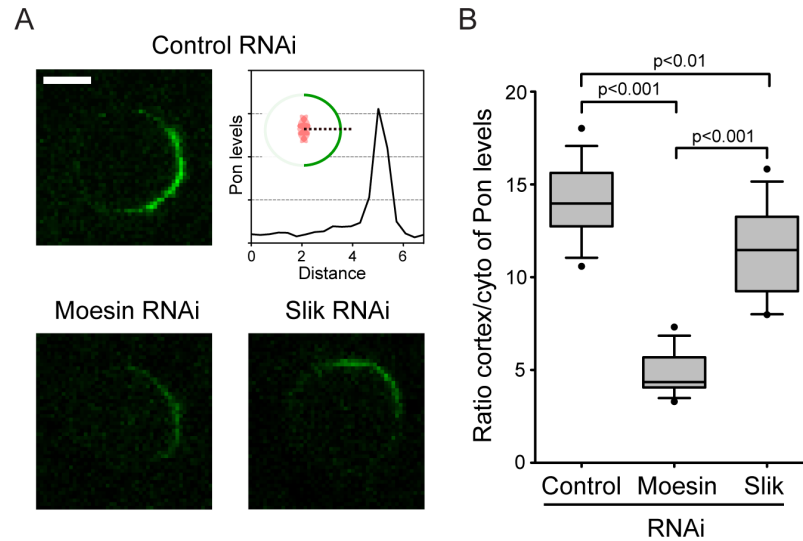 A
Control RNAi
Pon levels
0
2
4
6
Distance
Moesin RNAi
Slik RNAi
B
p<0.01
p<0.001
p<0.001
Ratio cortex/cyto of Pon levels
20
15
10
5
0
Control
Moesin
Slik
RNAi